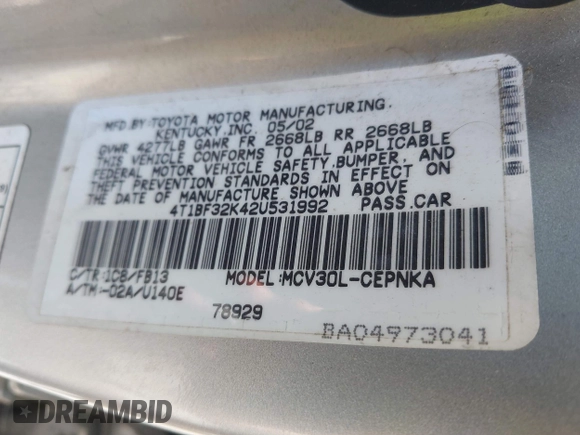 MFD.BY:TOYOTA MOTOR MANUFACTURING,
KENTUCKY,INC. 05/02
GVWR 4277LB GAWR FR 2668LB RR 2668LB
THIS VEHICLE CONFORMS TO ALL APPLICABLE
FEDERAL MOTOR VEHICLE SAFETY,BUMPER, AND
THEFT PREVENTION STANDARDS IN EFFECT ON
THE DATE OF MANUFACTURE SHOWN ABOVE
4T1BF32K42U531992 PASS.CAR
C/TR:1C8/FB13 MODEL:MCV30L-CEPNKA
A/TM:-02A/U140E
78929
BA04973041
DREAMBID